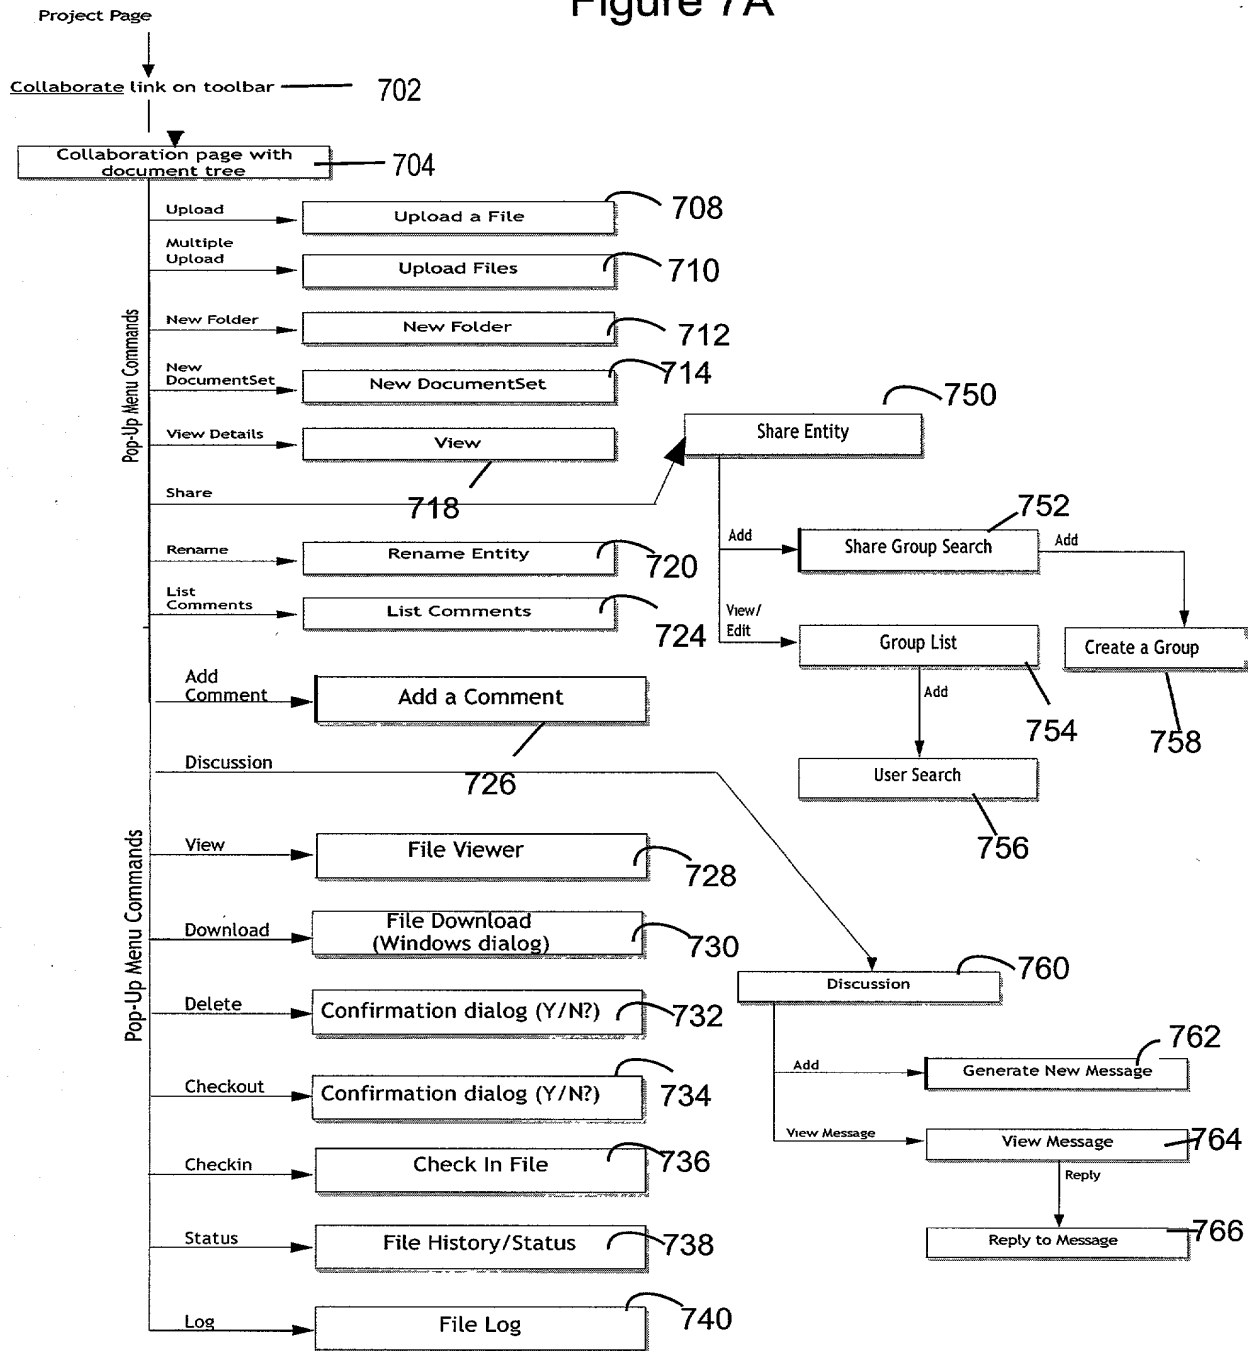 Figure 7A
Project Page
Collaborate link on toolbar
702
Collaboration page with
document tree
704
Pop-Up Menu Commands
Upload
Upload a File
708
Multiple
Upload
Upload Files
710
New Folder
New Folder
712
New
DocumentSet
New DocumentSet
714
View Details
View
718
Share
Share Entity
750
Add
Share Group Search
752
Add
Create a Group
758
View/
Edit
Group List
754
Add
User Search
756
Rename
Rename Entity
720
List
Comments
List Comments
724
Add
Comment
Add a Comment
726
Discussion
Pop-Up Menu Commands
View
File Viewer
728
Download
File Download
(Windows dialog)
730
Delete
Confirmation dialog (Y/N?)
732
Checkout
Confirmation dialog (Y/N?)
734
Checkin
Check In File
736
Status
File History/Status
738
Log
File Log
740
Discussion
760
Add
Generate New Message
762
View Message
View Message
764
Reply
Reply to Message
766